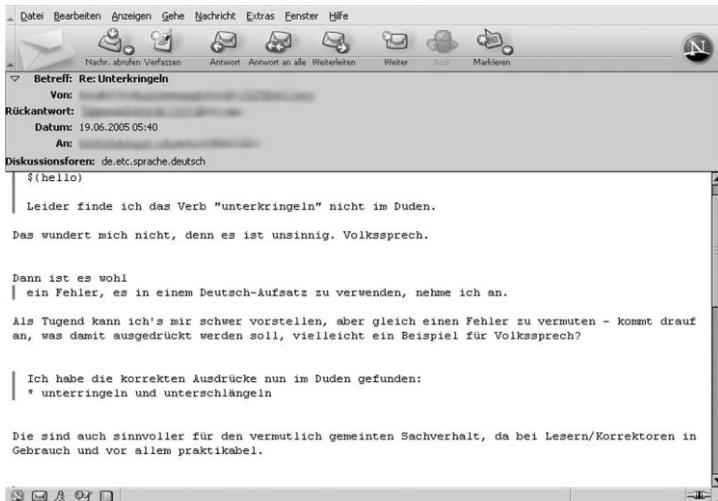 Datei Bearbeiten Anzeigen Gehe Nachricht Extras Fenster Hilfe
Nachr. abrufen Verfassen Antwort Antwort an alle Weiterleiten Weiter Junk Markieren
N
Betreff: Re: Unterkringeln
Von:
Rückantwort:
Datum: 19.06.2005 05:40
An:
Diskussionsforen: de.etc.sprache.deutsch
$(hello)
Leider finde ich das Verb "unterkringeln" nicht im Duden.
Das wundert mich nicht, denn es ist unsinnig. Volkssprech.
Dann ist es wohl
ein Fehler, es in einem Deutsch-Aufsatz zu verwenden, nehme ich an.
Als Tugend kann ich's mir schwer vorstellen, aber gleich einen Fehler zu vermuten - kommt drauf
an, was damit ausgedrückt werden soll, vielleicht ein Beispiel für Volkssprech?
Ich habe die korrekten Ausdrücke nun im Duden gefunden:
* unterringeln und unterschlängeln
Die sind auch sinnvoller für den vermutlich gemeinten Sachverhalt, da bei Lesern/Korrektoren in
Gebrauch und vor allem praktikabel.